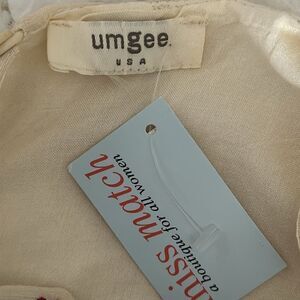 umgee.
USA
miss match
a boutique for all women